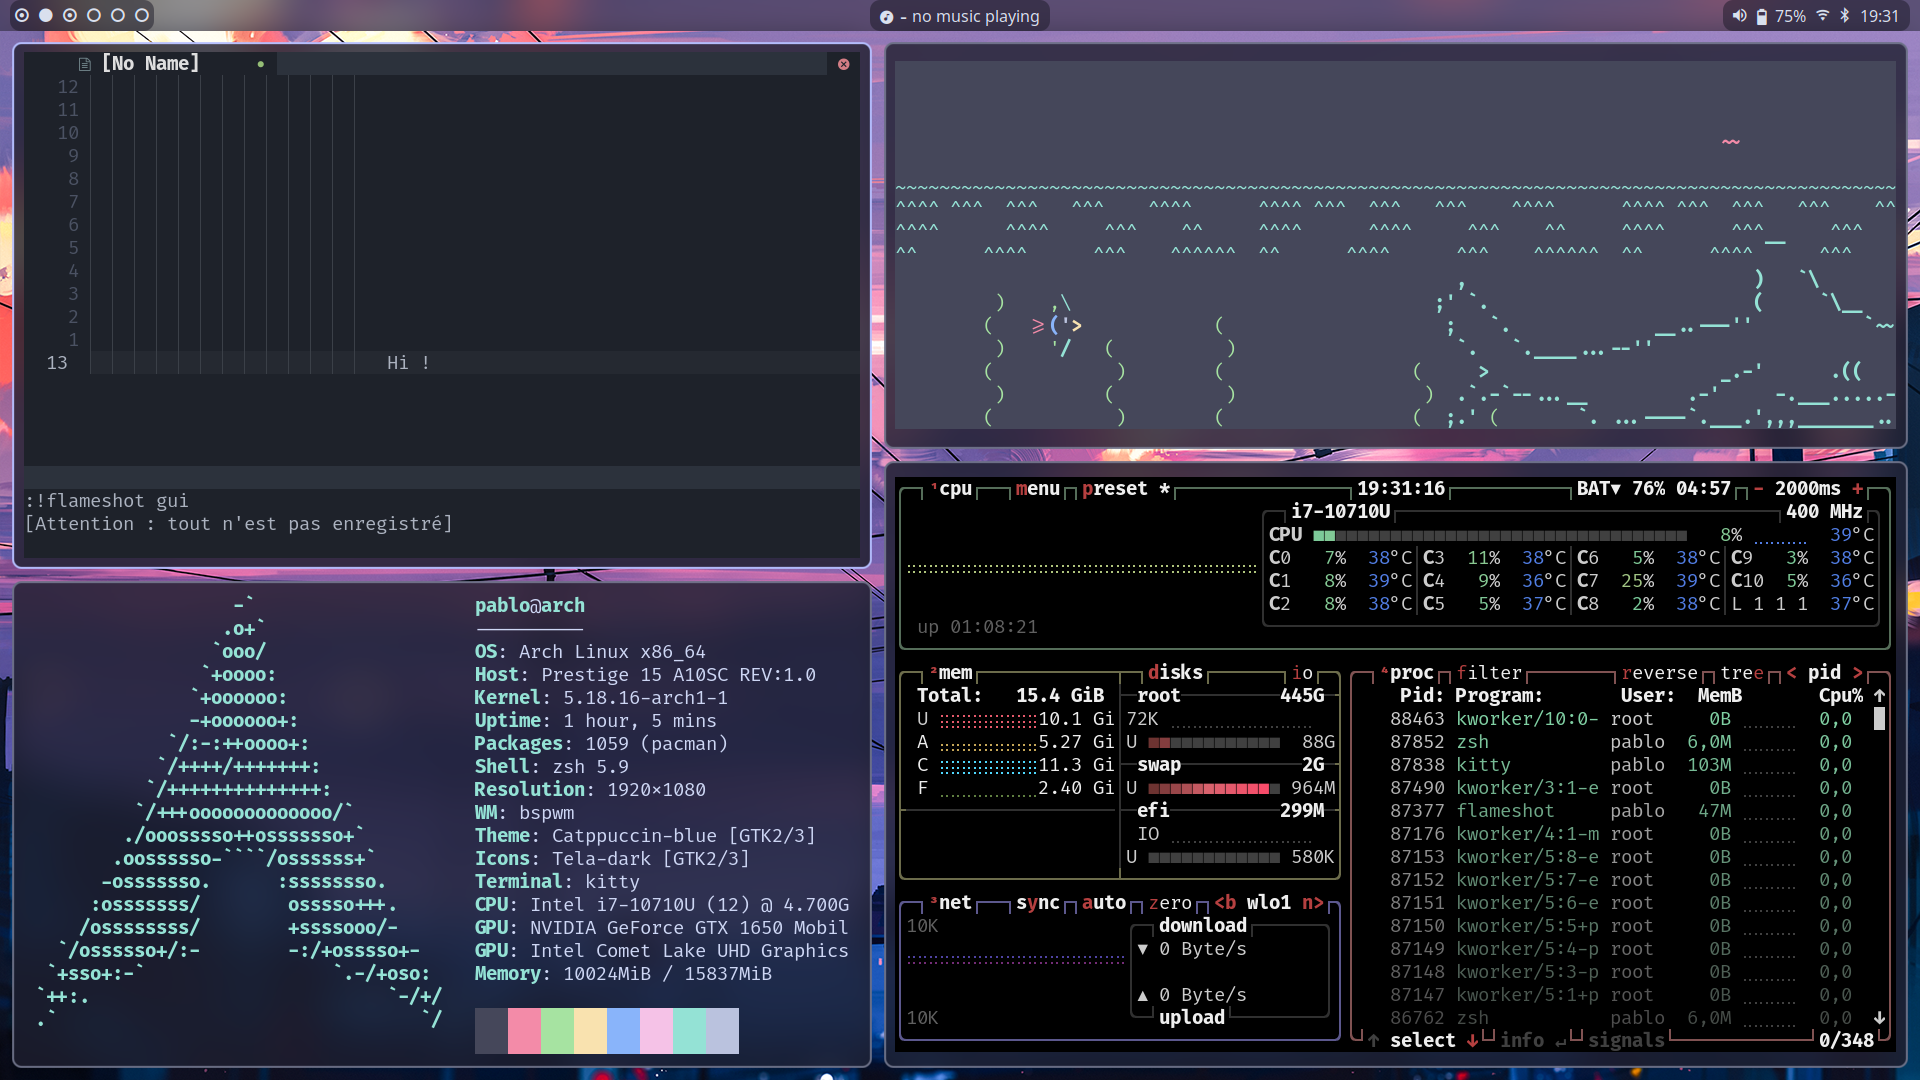 - no music playing
75% 19:31
[No Name]
12
11
10
9
8
7
6
5
4
3
2
1
13 Hi !
:!flameshot gui
[Attention : tout n'est pas enregistré]
pablo@arch
OS: Arch Linux x86_64
Host: Prestige 15 A10SC REV:1.0
Kernel: 5.18.16-arch1-1
Uptime: 1 hour, 5 mins
Packages: 1059 (pacman)
Shell: zsh 5.9
Resolution: 1920×1080
WM: bspwm
Theme: Catppuccin-blue [GTK2/3]
Icons: Tela-dark [GTK2/3]
Terminal: kitty
CPU: Intel i7-10710U (12) @ 4.700G
GPU: NVIDIA GeForce GTX 1650 Mobil
GPU: Intel Comet Lake UHD Graphics
Memory: 10024MiB / 15837MiB
¹cpu menu preset * 19:31:16 BAT▼ 76% 04:57 - 2000ms +
i7-10710U 400 MHz
CPU 8% 39°C
C0 7% 38°C C3 11% 38°C C6 5% 38°C C9 3% 38°C
C1 8% 39°C C4 9% 36°C C7 25% 39°C C10 5% 36°C
C2 8% 38°C C5 5% 37°C C8 2% 38°C L 1 1 1 37°C
up 01:08:21
²mem
Total: 15.4 GiB
U 10.1 Gi
A 5.27 Gi
C 11.3 Gi
F 2.40 Gi
disks io
root 445G
72K
U 88G
swap 2G
U 964M
efi 299M
IO
U 580K
³net sync auto zero <b wlo1 n>
10K
download
▼ 0 Byte/s
▲ 0 Byte/s
upload
10K
⁴proc filter reverse tree < pid >
Pid: Program: User: MemB Cpu% ↑
88463 kworker/10:0- root 0B 0,0
87852 zsh pablo 6,0M 0,0
87838 kitty pablo 103M 0,0
87490 kworker/3:1-e root 0B 0,0
87377 flameshot pablo 47M 0,0
87176 kworker/4:1-m root 0B 0,0
87153 kworker/5:8-e root 0B 0,0
87152 kworker/5:7-e root 0B 0,0
87151 kworker/5:6-e root 0B 0,0
87150 kworker/5:5+p root 0B 0,0
87149 kworker/5:4-p root 0B 0,0
87148 kworker/5:3-p root 0B 0,0
87147 kworker/5:1+p root 0B 0,0
86762 zsh pablo 6,0M 0,0 ↓
↑ select ↓ info ↵ signals 0/348